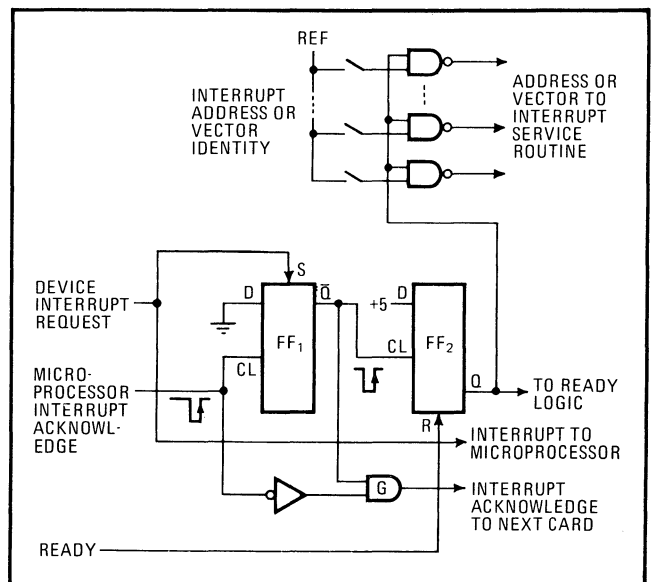 REF
INTERRUPT
ADDRESS OR
VECTOR
IDENTITY
ADDRESS OR
VECTOR TO
INTERRUPT
SERVICE
ROUTINE
S
D
Q̅
FF₁
CL
+5
D
CL
FF₂
Q
R
DEVICE
INTERRUPT
REQUEST
MICRO-
PROCESSOR
INTERRUPT
ACKNOWL-
EDGE
TO READY
LOGIC
INTERRUPT TO
MICROPROCESSOR
G
INTERRUPT
ACKNOWLEDGE
TO NEXT CARD
READY